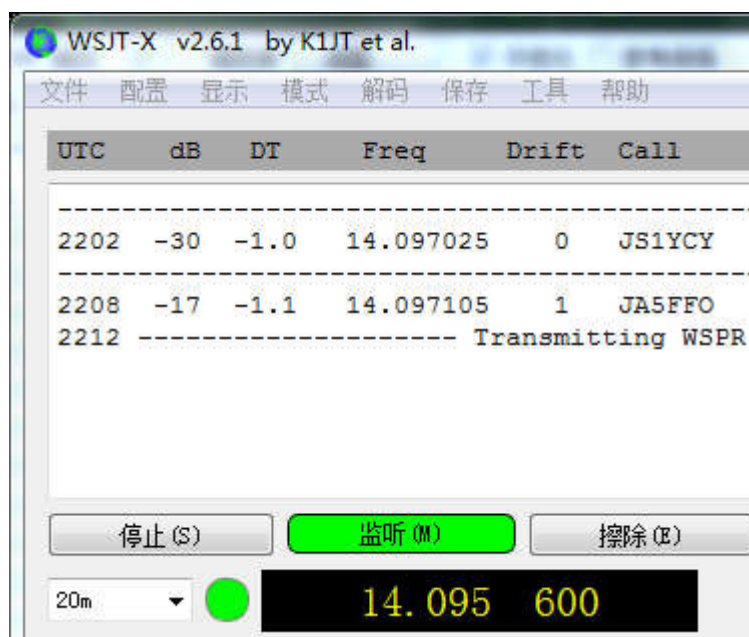 WSJT-X v2.6.1 by K1JT et al.
文件 配置 显示 模式 解码 保存 工具 帮助
UTC dB DT Freq Drift Call
----------------------------------------
2202 -30 -1.0 14.097025 0 JS1YCY
----------------------------------------
2208 -17 -1.1 14.097105 1 JA5FFO
2212 -------------------- Transmitting WSPR
停止(S) 监听(M) 擦除(E)
20m 14.095 600